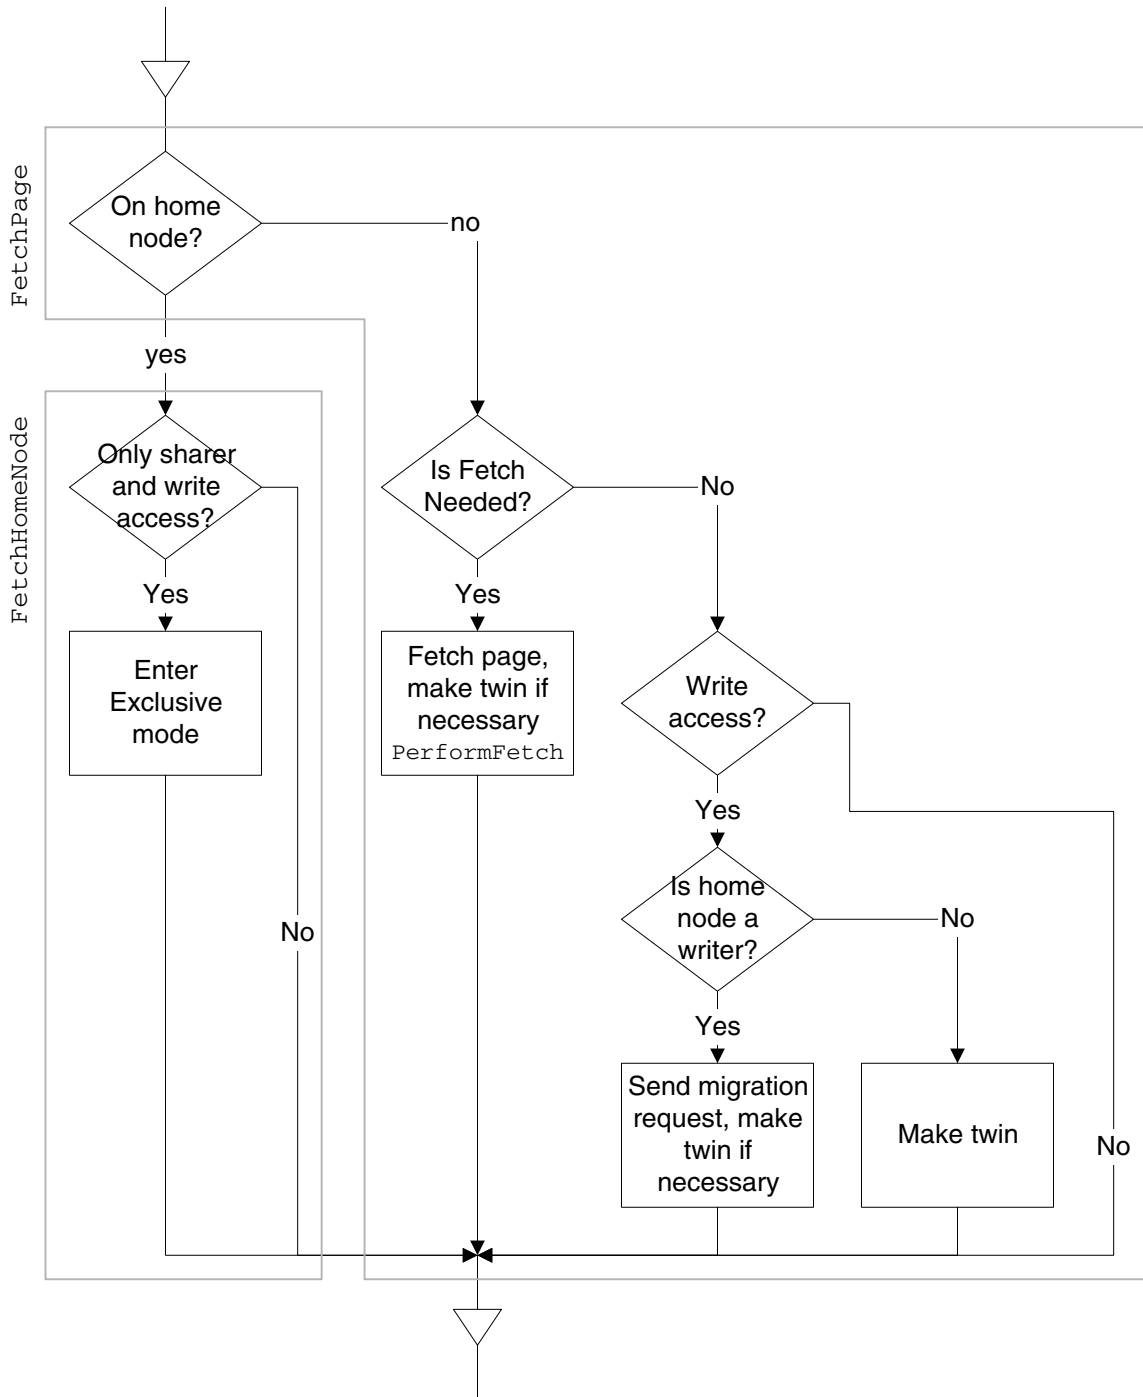 FetchPage
On home
node?
no
yes
FetchHomeNode
Only sharer
and write
access?
Is Fetch
Needed?
No
Yes
Yes
Enter
Exclusive
mode
Fetch page,
make twin if
necessary
PerformFetch
Write
access?
Yes
Is home
node a
writer?
No
No
Yes
Send migration
request, make
twin if
necessary
Make twin
No